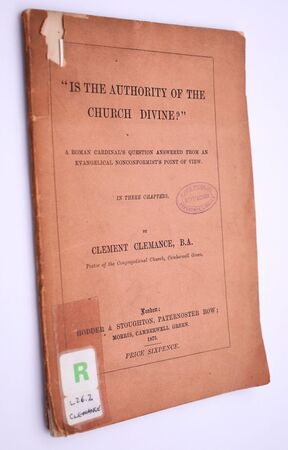 "IS THE AUTHORITY OF THE
CHURCH DIVINE?"
A ROMAN CARDINAL'S QUESTION ANSWERED FROM AN
EVANGELICAL NONCONFORMIST'S POINT OF VIEW.
IN THREE CHAPTERS,
BY
CLEMENT CLEMANCE, B.A.
Pastor of the Congregational Church, Camberwell Green.
London:
HODDER & STOUGHTON, PATERNOSTER ROW;
MORRIS, CAMBERWELL GREEN.
PRICE SIXPENCE.
R
L26.2
CLEMANCE